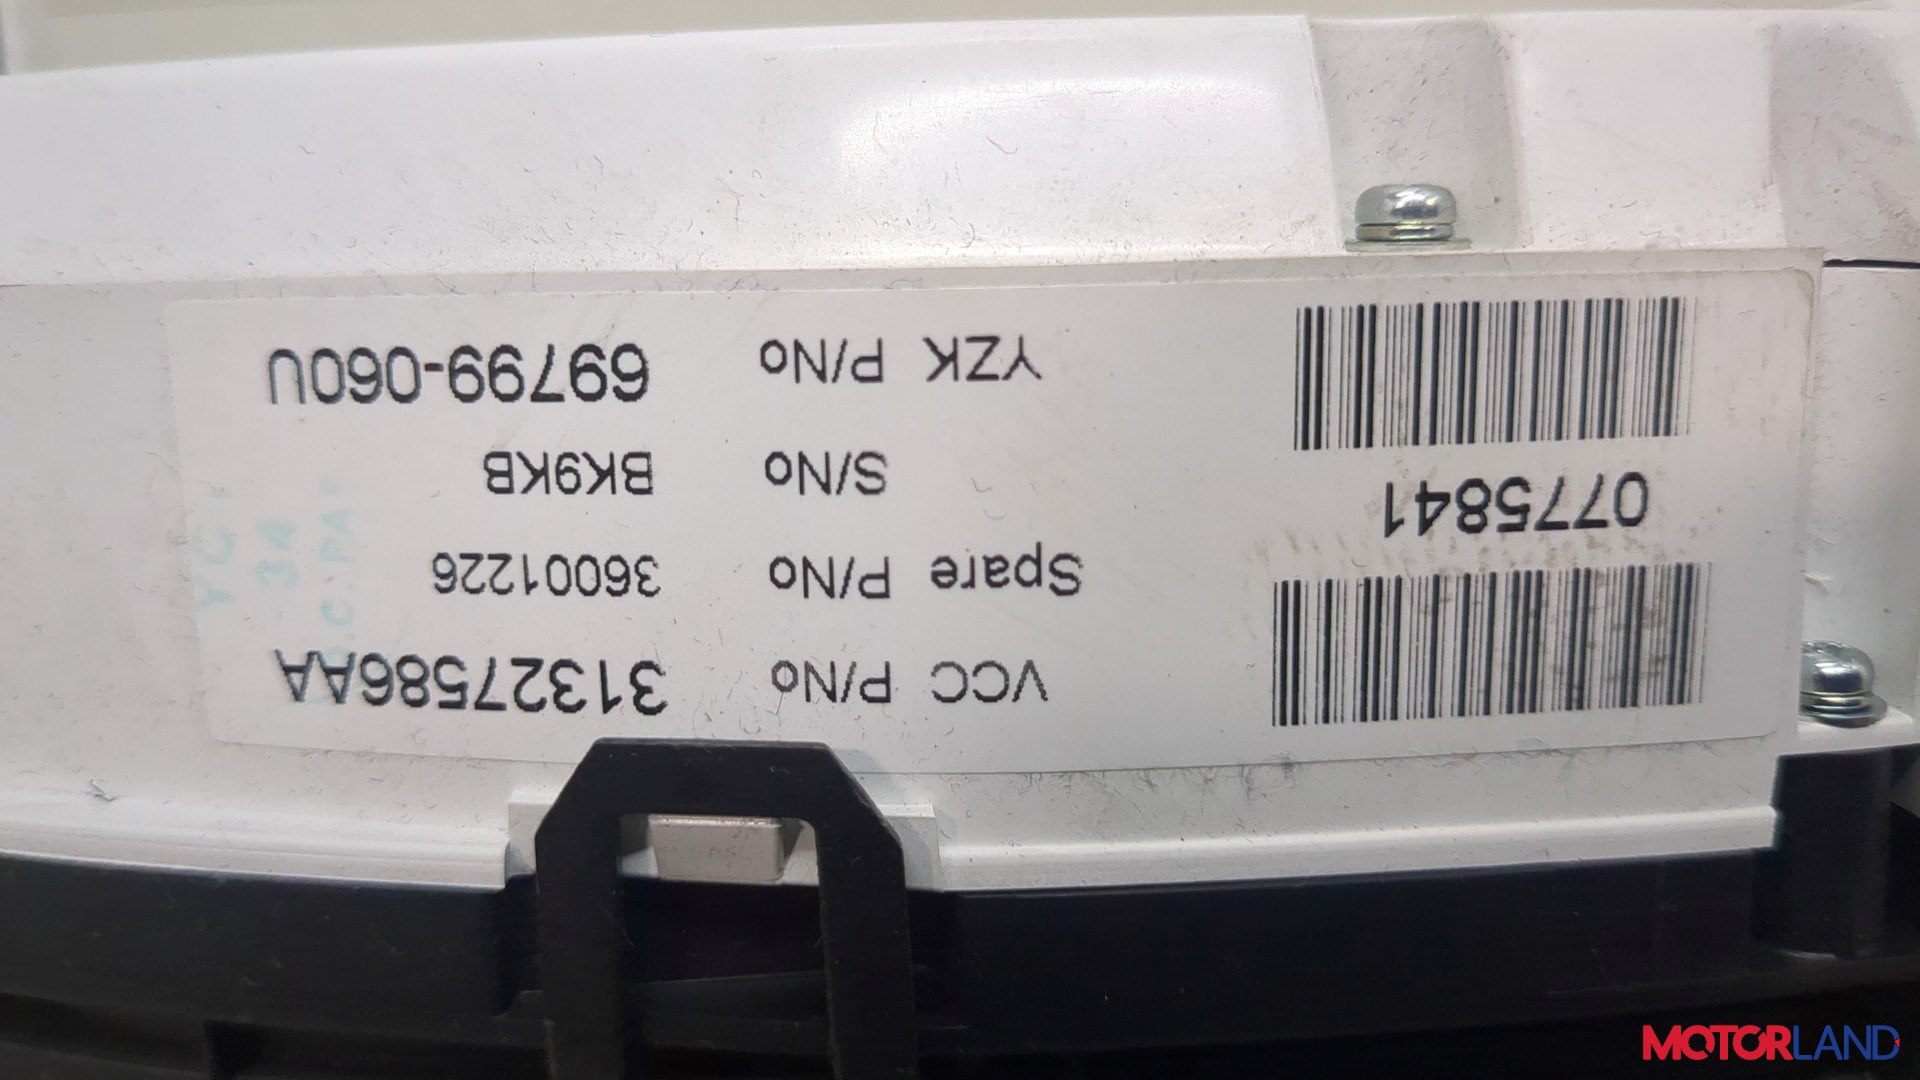 VCC P/No 31327586AA
Spare P/No 36001226
S/No BK9KB
YZK P/No 69799-060U
0775841
MOTORLAND